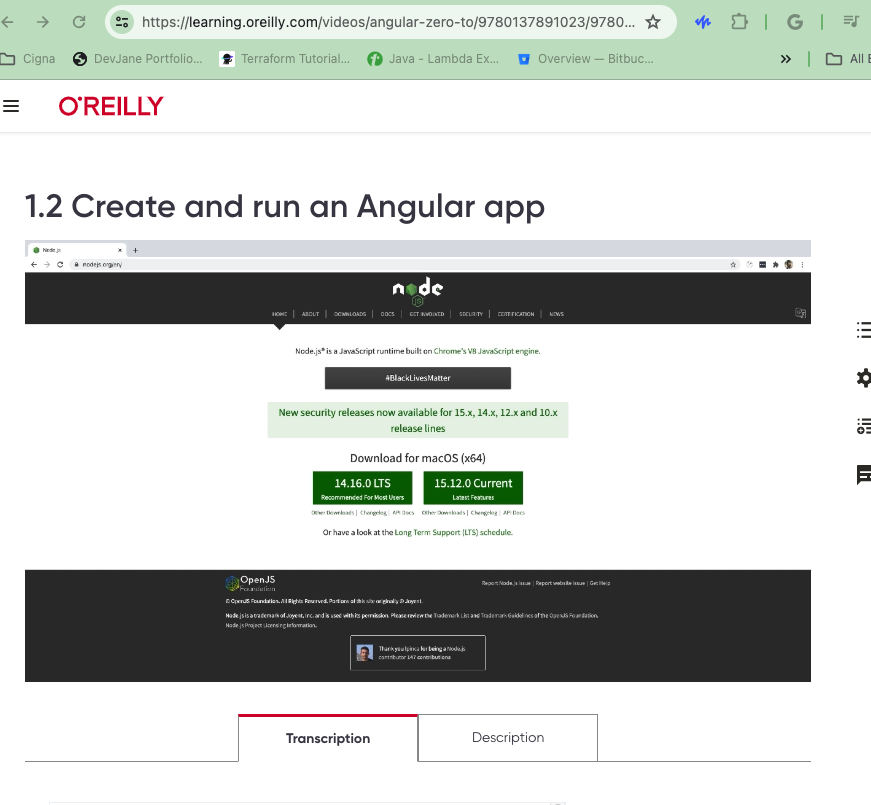 https://learning.oreilly.com/videos/angular-zero-to/9780137891023/9780...
Cigna DevJane Portfolio... Terraform Tutorial... Java - Lambda Ex... Overview — Bitbuc... » All
O'REILLY
1.2 Create and run an Angular app
Node.js
nodejs.org/en/
node
JS
HOME | ABOUT | DOWNLOADS | DOCS | GET INVOLVED | SECURITY | CERTIFICATION | NEWS
Node.js® is a JavaScript runtime built on Chrome's V8 JavaScript engine.
#BlackLivesMatter
New security releases now available for 15.x, 14.x, 12.x and 10.x
release lines
Download for macOS (x64)
14.16.0 LTS 15.12.0 Current
Recommended For Most Users Latest Features
Other Downloads | Changelog | API Docs Other Downloads | Changelog | API Docs
Or have a look at the Long Term Support (LTS) schedule.
OpenJS
Foundation
Report Node.js issue | Report website issue | Get Help
© OpenJS Foundation. All Rights Reserved. Portions of this site originally © Joyent.
Node.js is a trademark of Joyent, Inc. and is used with its permission. Please review the Trademark List and Trademark Guidelines of the OpenJS Foundation.
Node.js Project Licensing Information.
Thank you lpinca for being a Node.js
contributor 147 contributions
Transcription Description